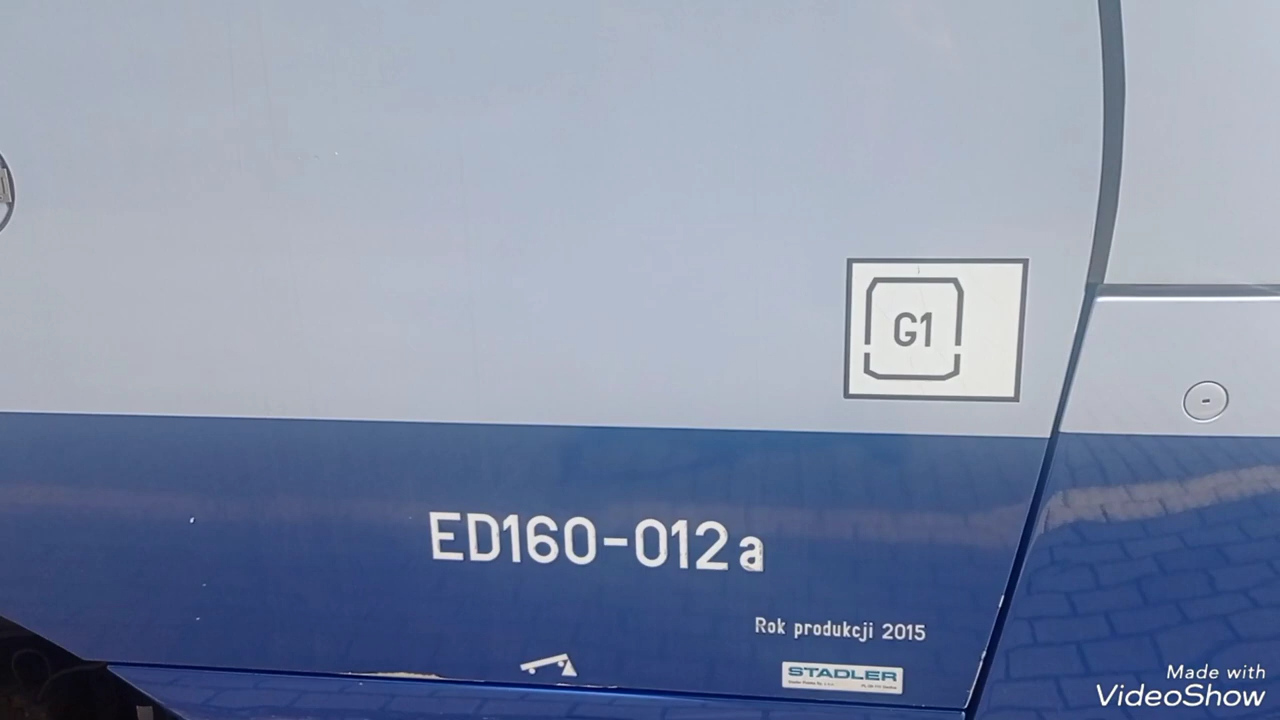 G1
ED160-012a
Rok produkcji 2015
STADLER
Made with
VideoShow